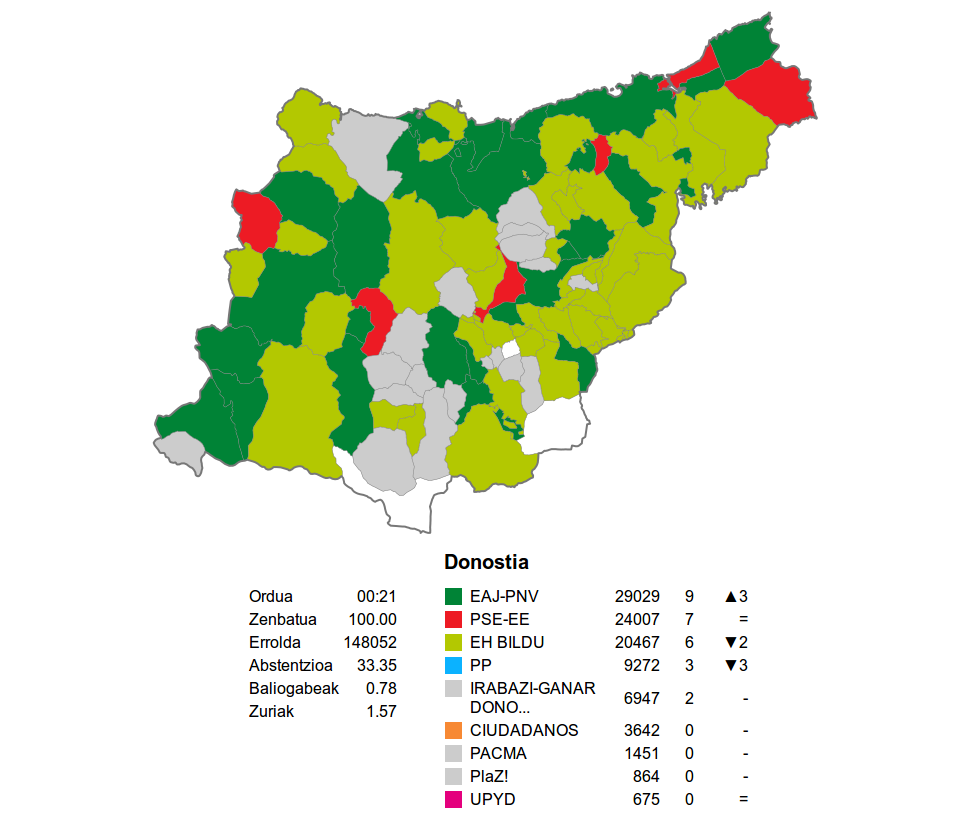 Donostia
Ordua 00:21
Zenbatua 100.00
Errolda 148052
Abstentzioa 33.35
Baliogabeak 0.78
Zuriak 1.57
EAJ-PNV 29029 9 ▲3
PSE-EE 24007 7 =
EH BILDU 20467 6 ▼2
PP 9272 3 ▼3
IRABAZI-GANAR
DONO... 6947 2 -
CIUDADANOS 3642 0 -
PACMA 1451 0 -
PlaZ! 864 0 -
UPYD 675 0 =